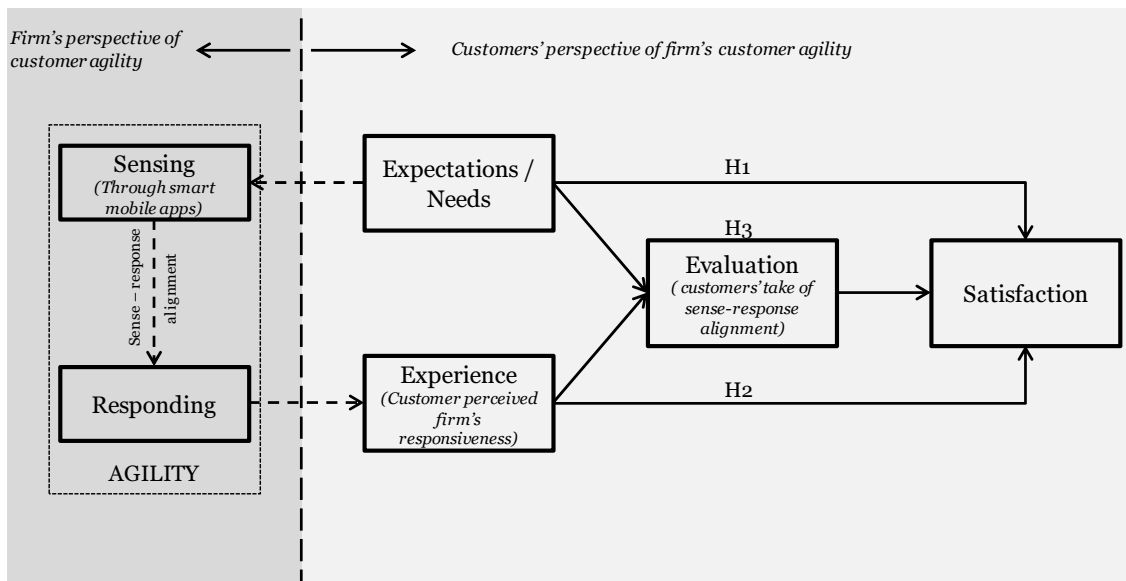 Firm's perspective of
customer agility
Customers' perspective of firm's customer agility
Sensing
(Through smart
mobile apps)
Sense – response
alignment
Responding
AGILITY
Expectations /
Needs
Experience
(Customer perceived
firm's
responsiveness)
H1
H3
Evaluation
( customers' take of
sense-response
alignment)
H2
Satisfaction